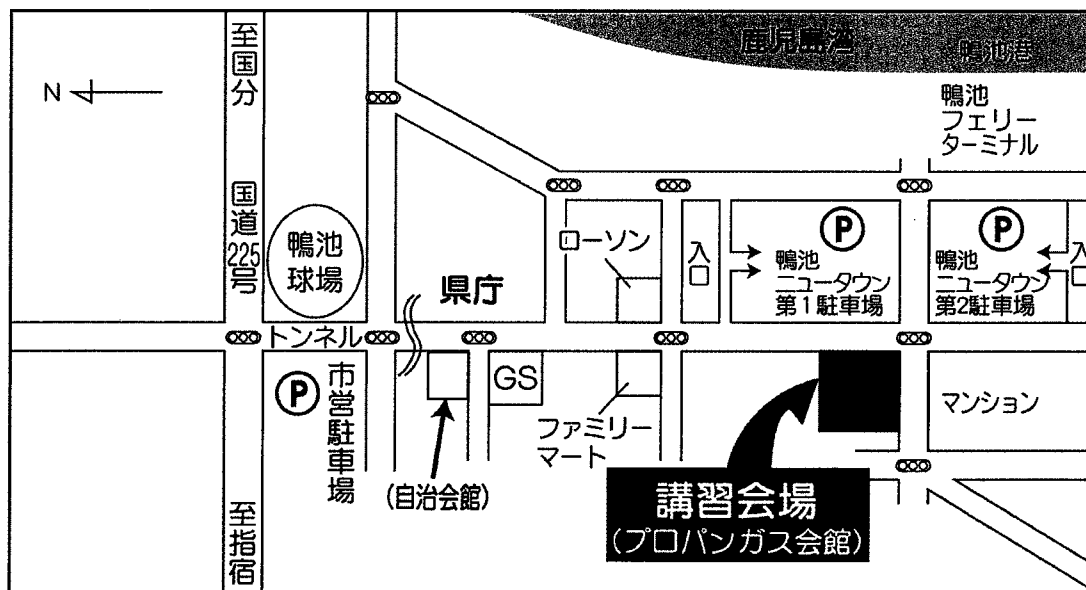 至国分
鹿児島湾
鴨池港
N
鴨池
フェリー
ターミナル
国道225号
鴨池
球場
ローソン
入口
P
鴨池
ニュータウン
第1駐車場
P
鴨池
ニュータウン
第2駐車場
入口
県庁
トンネル
P
市営駐車場
GS
ファミリー
マート
マンション
(自治会館)
講習会場
(プロパンガス会館)
至指宿